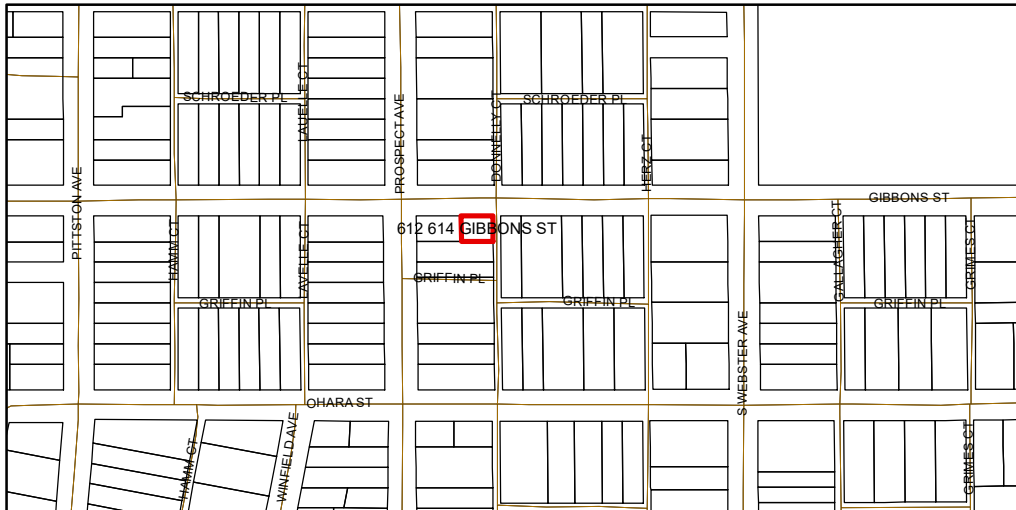 SCHROEDER PL
SCHROEDER PL
LAUELLE CT
PROSPECT AVE
DONNELLY CT
HERZ CT
PITTSTON AVE
GIBBONS ST
612 614 GIBBONS ST
HAMM CT
LAVELLE CT
GALLAGHER CT
GRIMES CT
GRIFFIN PL
GRIFFIN PL
GRIFFIN PL
GRIFFIN PL
S WEBSTER AVE
OHARA ST
HAMM CT
WINFIELD AVE
GRIMES CT